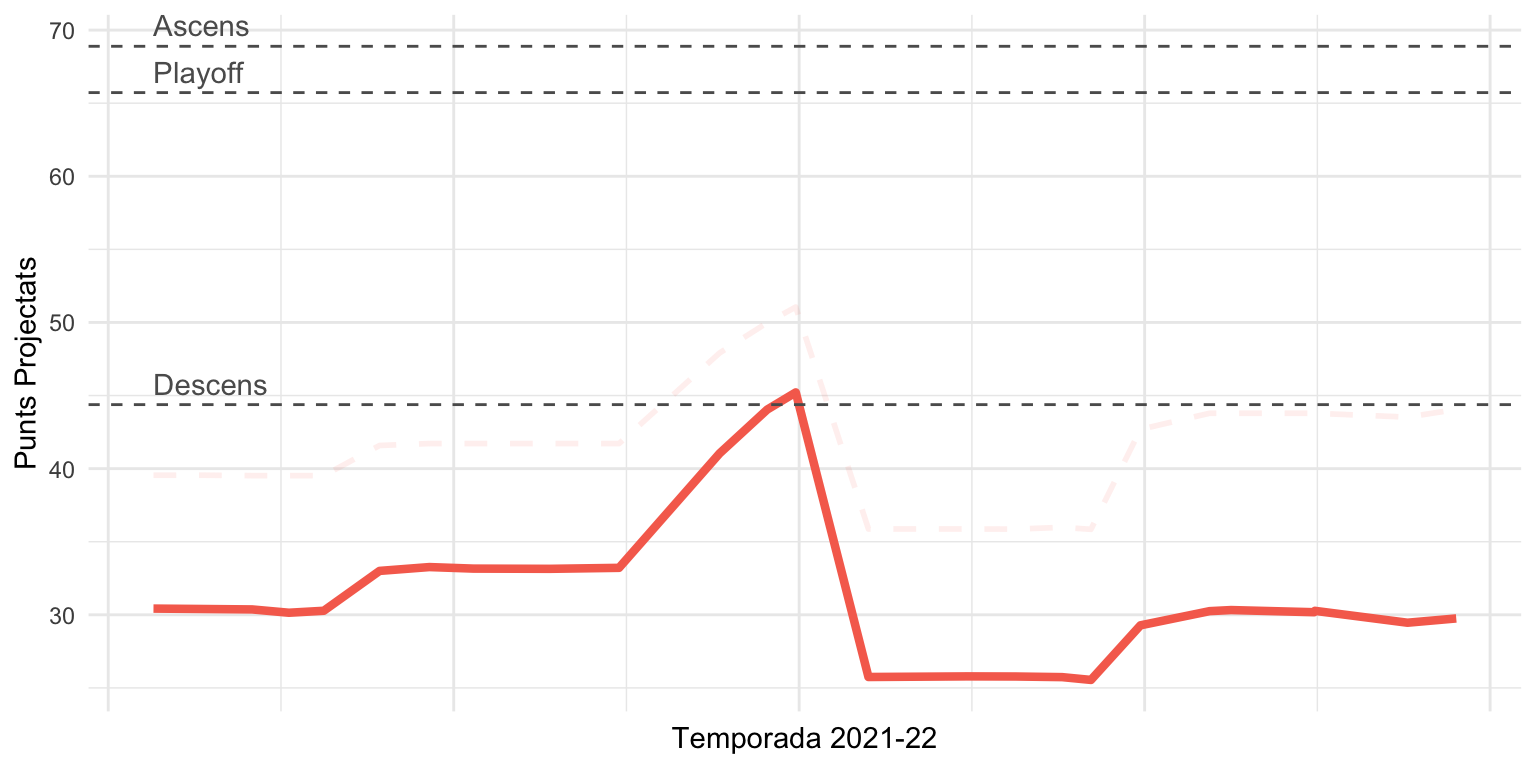 70
Ascens
Playoff
60
50
Descens
40
30
Punts Projectats
Temporada 2021-22